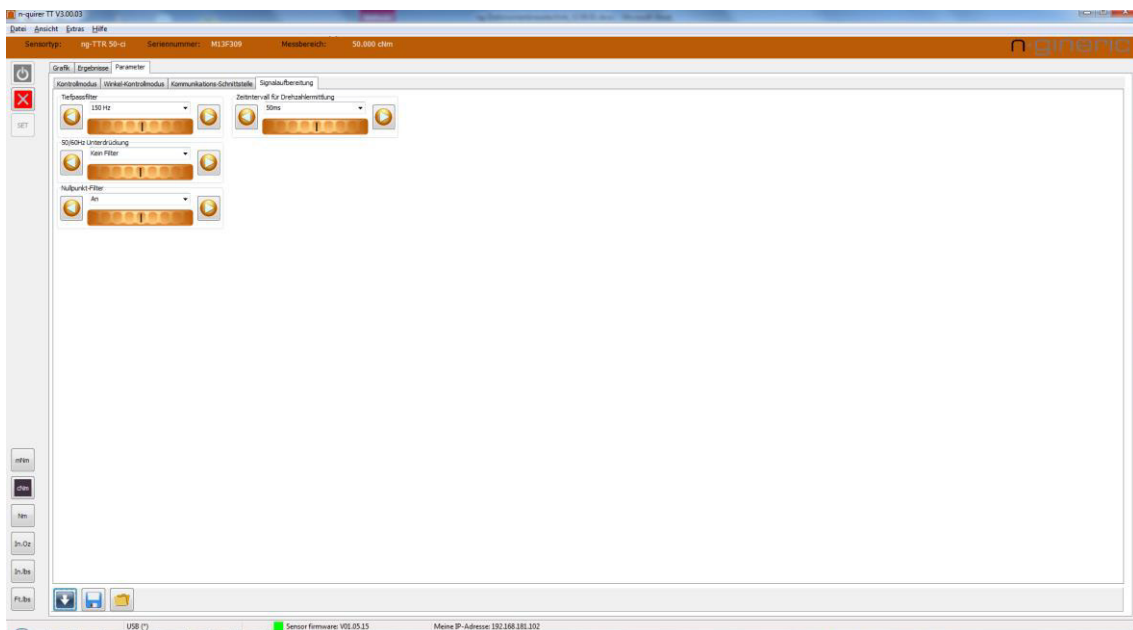 n-quirer TT V3.00.03
Datei Ansicht Extras Hilfe
Sensortyp: ng-TTR 50-ci Seriennummer: M13F309 Messbereich: 50.000 cNm
n-gineric
Grafik Ergebnisse Parameter
Kontrollmodus Winkel-Kontrollmodus Kommunikations-Schnittstelle Signalaufbereitung
Tiefpassfilter Zeitintervall für Drehzahlermittlung
150 Hz 50ms
SET
50/60Hz Unterdrückung
Kein Filter
Nullpunkt-Filter
An
mNm
cNm
Nm
In.Oz
In.lbs
Ft.lbs
USB (*) Sensor firmware: V01.05.15 Meine IP-Adresse: 192.168.181.102